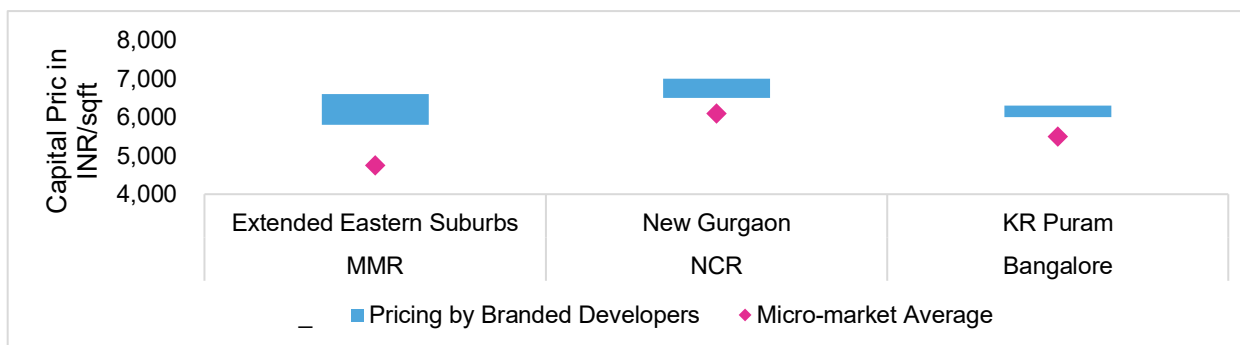 Capital Pric in
INR/sqft
8,000
7,000
6,000
5,000
4,000
Extended Eastern Suburbs New Gurgaon KR Puram
MMR NCR Bangalore
_ Pricing by Branded Developers Micro-market Average